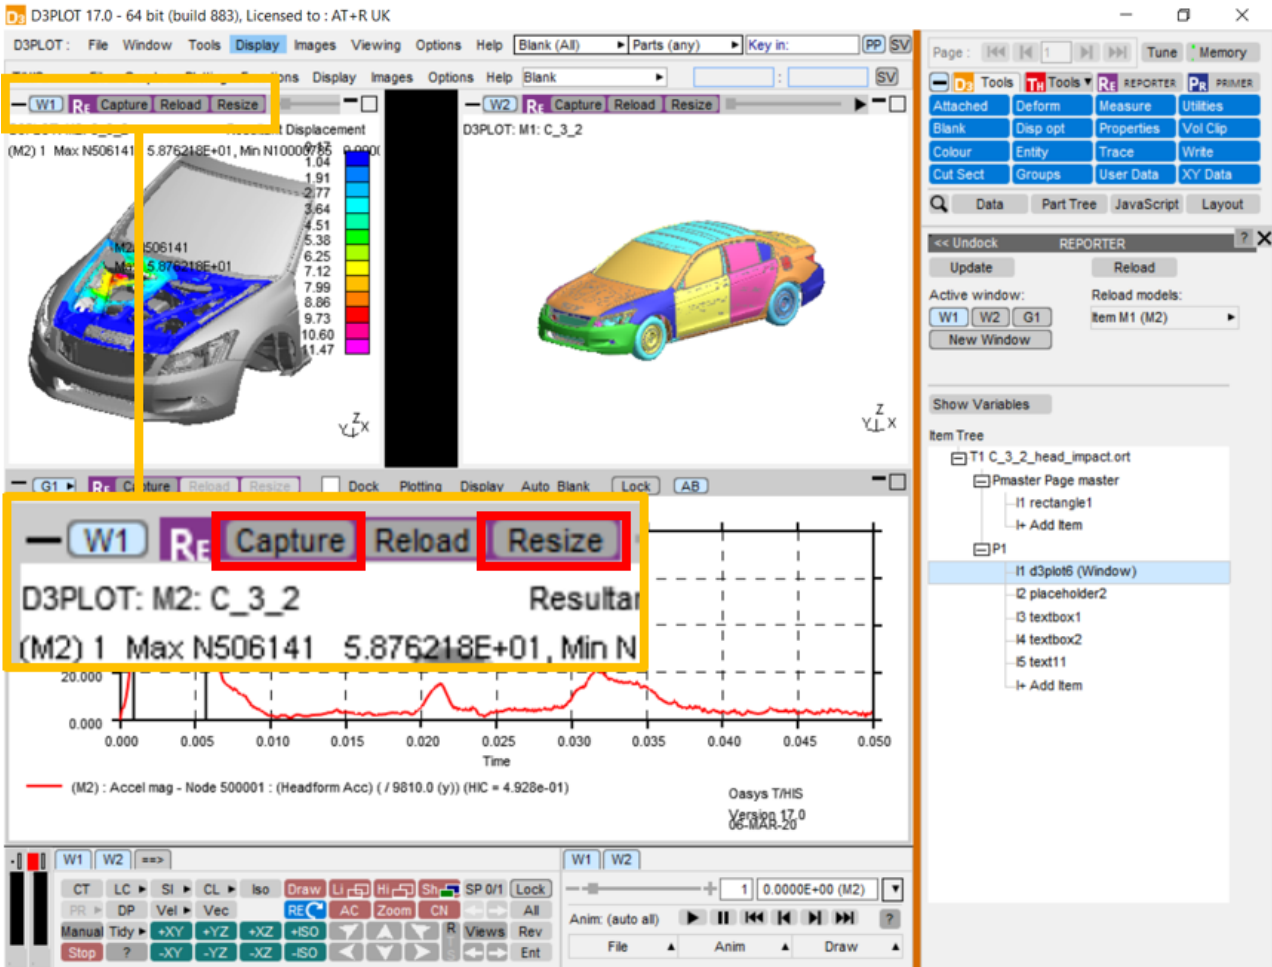 D3PLOT 17.0 - 64 bit (build 883), Licensed to : AT+R UK
D3PLOT : File Window Tools Display Images Viewing Options Help Blank (All) Parts (any) Key in: PP SV
Display Images Options Help Blank : SV
W1 RE Capture Reload Resize
W2 RE Capture Reload Resize
Displacement
(M2) 1 Max N506141 5.876218E+01, Min N10000785
D3PLOT: M1: C_3_2
1.04
1.91
2.77
3.64
4.51
5.38
6.25
7.12
7.99
8.86
9.73
10.60
11.47
M2: N506141
Max 5.876218E+01
Z
Y X
Z
Y X
G1 RE Capture Reload Resize Dock Plotting Display Auto Blank Lock AB
W1 RE Capture Reload Resize
D3PLOT: M2: C_3_2 Resultan
(M2) 1 Max N506141 5.876218E+01, Min N
20.000
0.000
0.000 0.005 0.010 0.015 0.020 0.025 0.030 0.035 0.040 0.045 0.050
Time
(M2) : Accel mag - Node 500001 : (Headform Acc) ( / 9810.0 (y)) (HIC = 4.928e-01)
Oasys T/HIS
Version 17.0
06-MAR-20
W1 W2 ==>
CT LC SI CL Iso Draw Li Hi Sh SP 0/1 Lock
PR DP Vel Vec REC AC Zoom CN All
Manual Tidy +XY +YZ +XZ +ISO R Views Rev
Stop ? -XY -YZ -XZ -ISO S Ent
W1 W2
1 0.0000E+00 (M2)
Anim: (auto all) ?
File Anim Draw
Page : 1 Tune Memory
D3 Tools TH Tools RE REPORTER PR PRIMER
Attached Deform Measure Utilities
Blank Disp opt Properties Vol Clip
Colour Entity Trace Write
Cut Sect Groups User Data XY Data
Data Part Tree JavaScript Layout
<< Undock REPORTER ? X
Update Reload
Active window: Reload models:
W1 W2 G1 Item M1 (M2)
New Window
Show Variables
Item Tree
T1 C_3_2_head_impact.ort
Pmaster Page master
I1 rectangle1
I+ Add Item
P1
I1 d3plot6 (Window)
I2 placeholder2
I3 textbox1
I4 textbox2
I5 text11
I+ Add Item